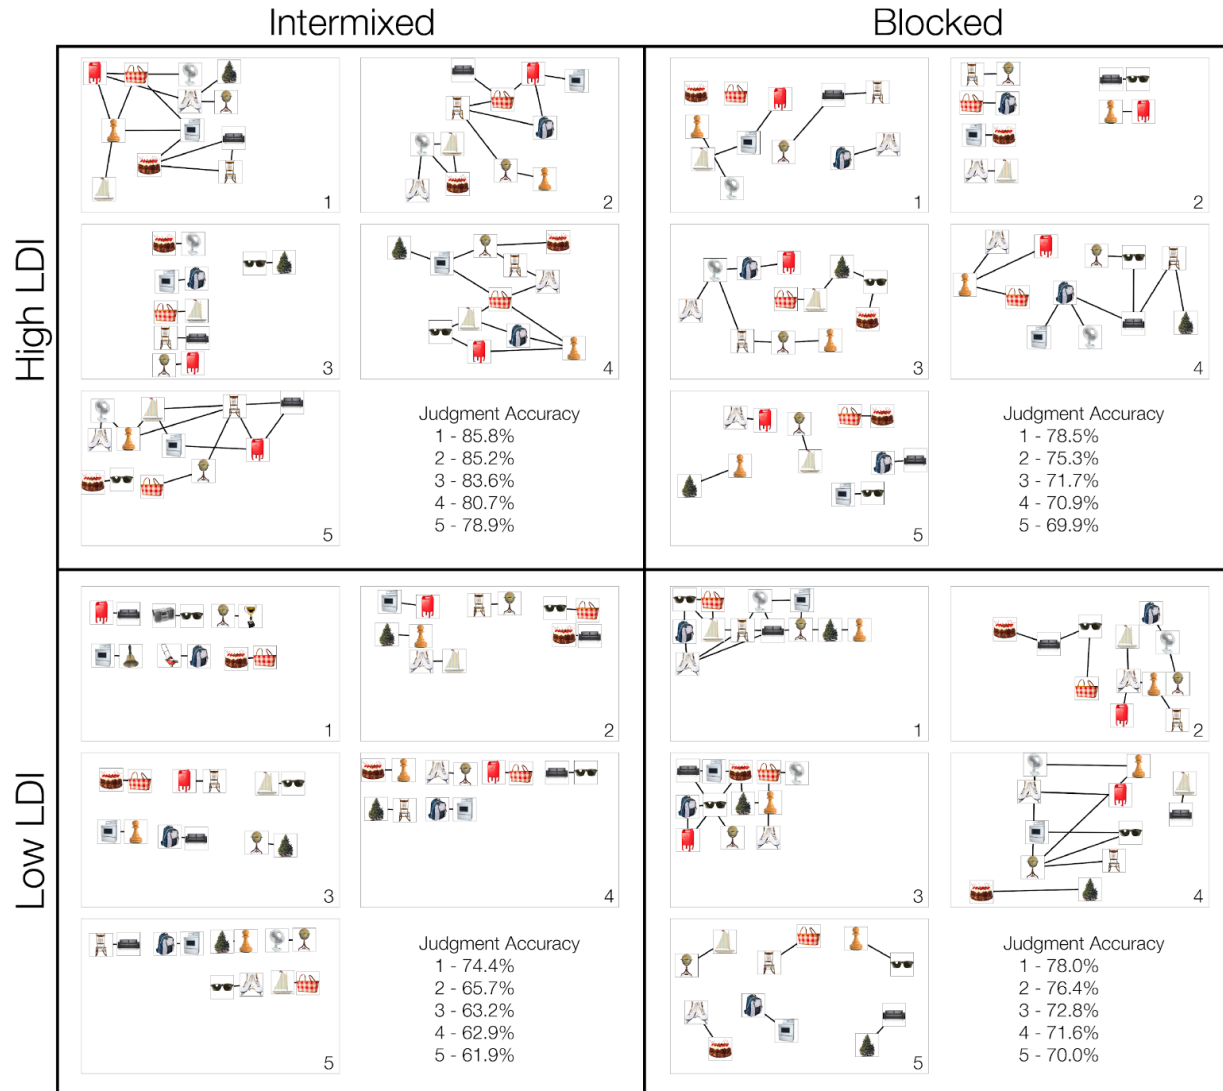 Intermixed
Blocked
High LDI
1
2
3
4
5
Judgment Accuracy
1 - 85.8%
2 - 85.2%
3 - 83.6%
4 - 80.7%
5 - 78.9%
1
2
3
4
5
Judgment Accuracy
1 - 78.5%
2 - 75.3%
3 - 71.7%
4 - 70.9%
5 - 69.9%
Low LDI
1
2
3
4
5
Judgment Accuracy
1 - 74.4%
2 - 65.7%
3 - 63.2%
4 - 62.9%
5 - 61.9%
1
2
3
4
5
Judgment Accuracy
1 - 78.0%
2 - 76.4%
3 - 72.8%
4 - 71.6%
5 - 70.0%